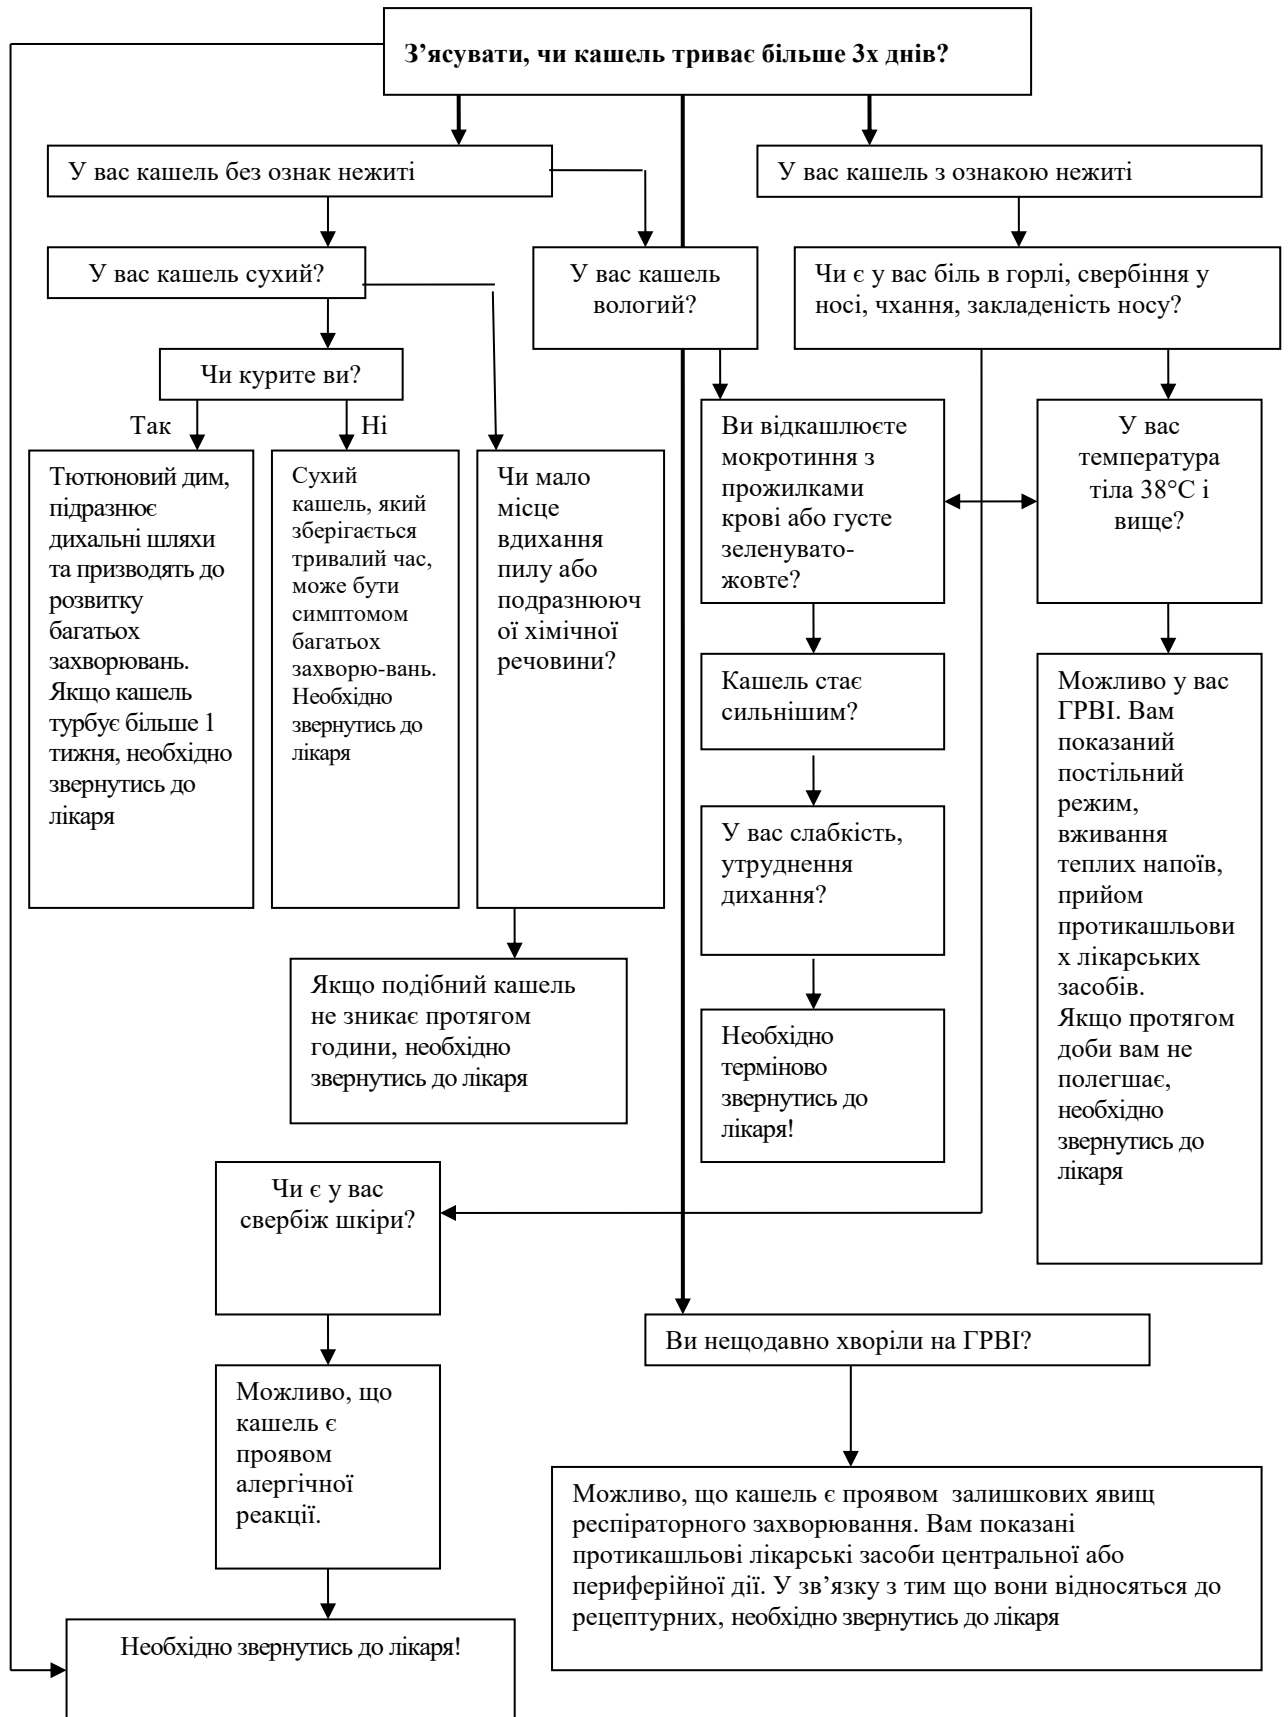 З’ясувати, чи кашель триває більше 3х днів?
У вас кашель без ознак нежиті
У вас кашель з ознакою нежиті
У вас кашель сухий?
У вас кашель
вологий?
Чи є у вас біль в горлі, свербіння у
носі, чхання, закладеність носу?
Чи курите ви?
Так
Ні
Тютюновий дим,
підразнює
дихальні шляхи
та призводять до
розвитку
багатьох
захворювань.
Якщо кашель
турбує більше 1
тижня, необхідно
звернутись до
лікаря
Сухий
кашель, який
зберігається
тривалий час,
може бути
симптомом
багатьох
захворю-вань.
Необхідно
звернутись до
лікаря
Чи мало
місце
вдихання
пилу або
подразнююч
ої хімічної
речовини?
Ви відкашлюєте
мокротиння з
прожилками
крові або густе
зеленувато-
жовте?
У вас
температура
тіла 38°С і
вище?
Кашель стає
сильнішим?
Можливо у вас
ГРВІ. Вам
показаний
постільний
режим,
вживання
теплих напоїв,
прийом
протикашльови
х лікарських
засобів.
Якщо протягом
доби вам не
полегшає,
необхідно
звернутись до
лікаря
У вас слабкість,
утруднення
дихання?
Якщо подібний кашель
не зникає протягом
години, необхідно
звернутись до лікаря
Необхідно
терміново
звернутись до
лікаря!
Чи є у вас
свербіж шкіри?
Ви нещодавно хворіли на ГРВІ?
Можливо, що
кашель є
проявом
алергічної
реакції.
Можливо, що кашель є проявом залишкових явищ
респіраторного захворювання. Вам показані
протикашльові лікарські засоби центральної або
периферійної дії. У зв’язку з тим що вони відносяться до
рецептурних, необхідно звернутись до лікаря
Необхідно звернутись до лікаря!